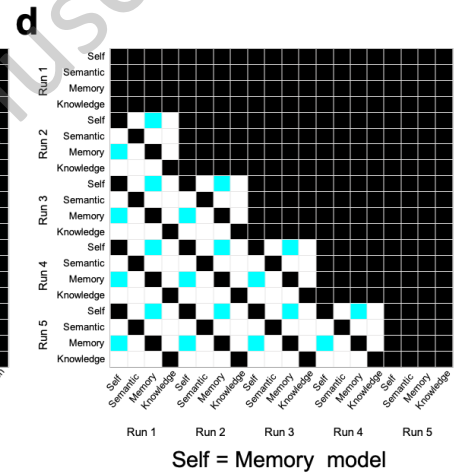 d
Run 1
Self
Semantic
Memory
Knowledge
Run 2
Self
Semantic
Memory
Knowledge
Run 3
Self
Semantic
Memory
Knowledge
Run 4
Self
Semantic
Memory
Knowledge
Run 5
Self
Semantic
Memory
Knowledge
Self Semantic Memory Knowledge Self Semantic Memory Knowledge Self Semantic Memory Knowledge Self Semantic Memory Knowledge Self Semantic Memory Knowledge
Run 1 Run 2 Run 3 Run 4 Run 5
Self = Memory model